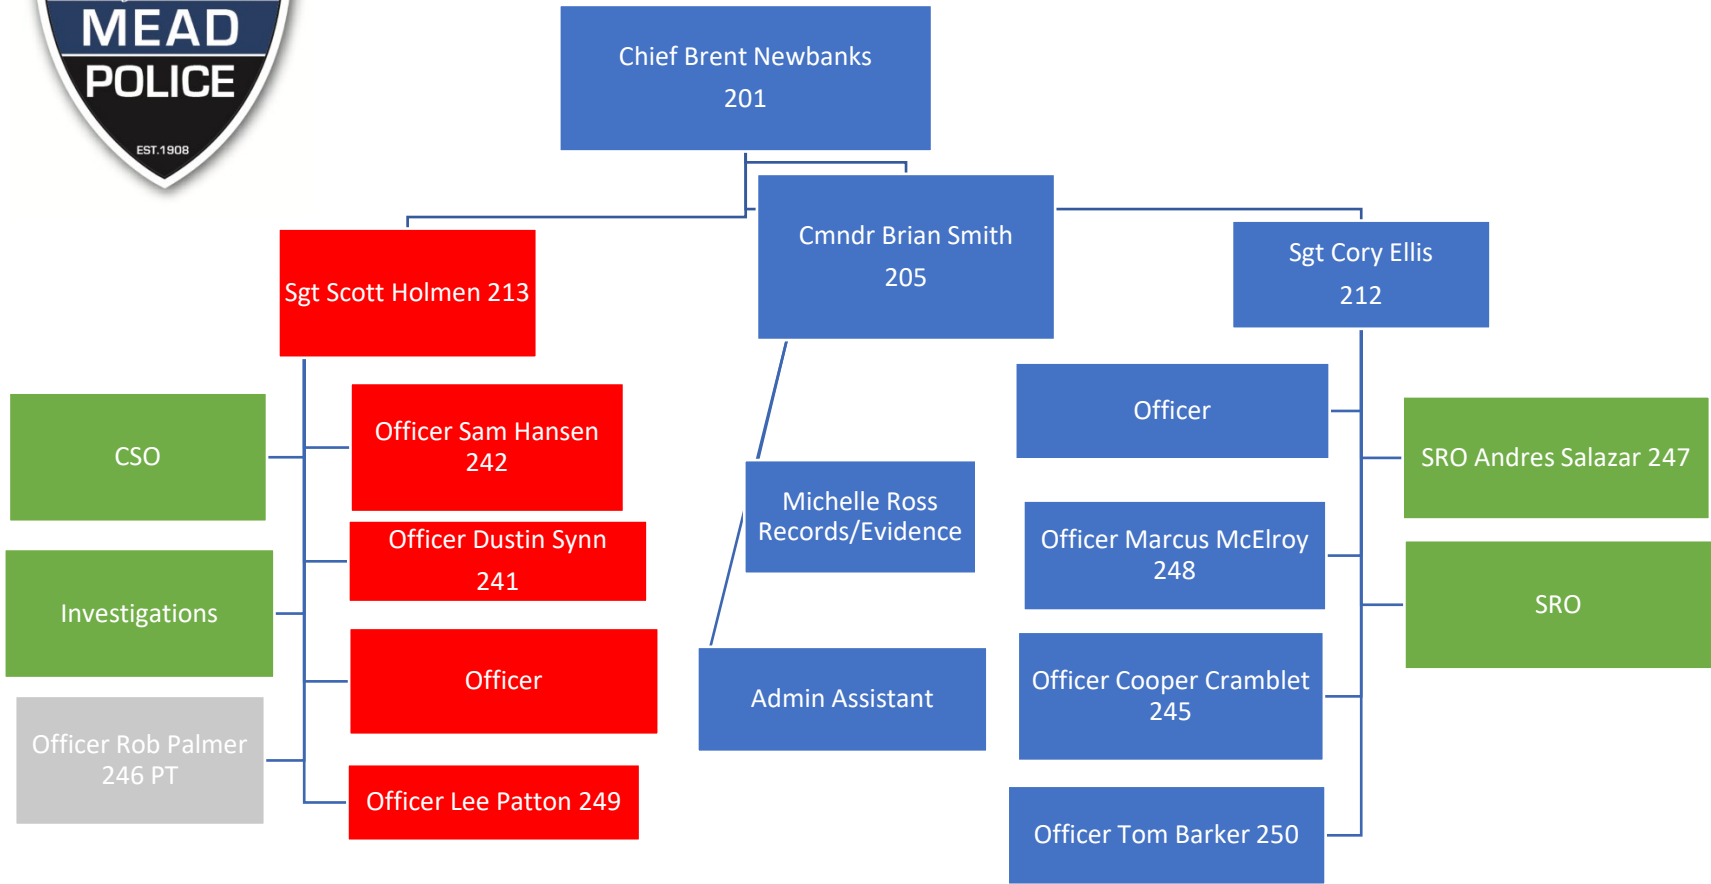 MEAD
POLICE
EST.1908
Chief Brent Newbanks
201
Sgt Scott Holmen 213
Cmndr Brian Smith
205
Sgt Cory Ellis
212
CSO
Investigations
Officer Rob Palmer
246 PT
Officer Sam Hansen
242
Officer Dustin Synn
241
Officer
Officer Lee Patton 249
Michelle Ross
Records/Evidence
Admin Assistant
Officer
Officer Marcus McElroy
248
Officer Cooper Cramblet
245
Officer Tom Barker 250
SRO Andres Salazar 247
SRO